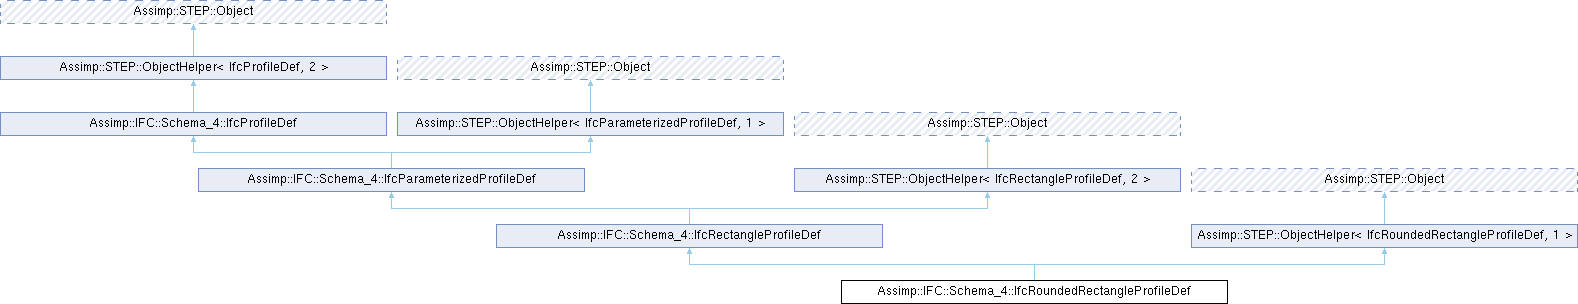 Assimp::STEP::Object
Assimp::STEP::ObjectHelper< IfcProfileDef, 2 >
Assimp::STEP::Object
Assimp::IFC::Schema_4::IfcProfileDef
Assimp::STEP::ObjectHelper< IfcParameterizedProfileDef, 1 >
Assimp::STEP::Object
Assimp::IFC::Schema_4::IfcParameterizedProfileDef
Assimp::STEP::ObjectHelper< IfcRectangleProfileDef, 2 >
Assimp::STEP::Object
Assimp::IFC::Schema_4::IfcRectangleProfileDef
Assimp::STEP::ObjectHelper< IfcRoundedRectangleProfileDef, 1 >
Assimp::IFC::Schema_4::IfcRoundedRectangleProfileDef